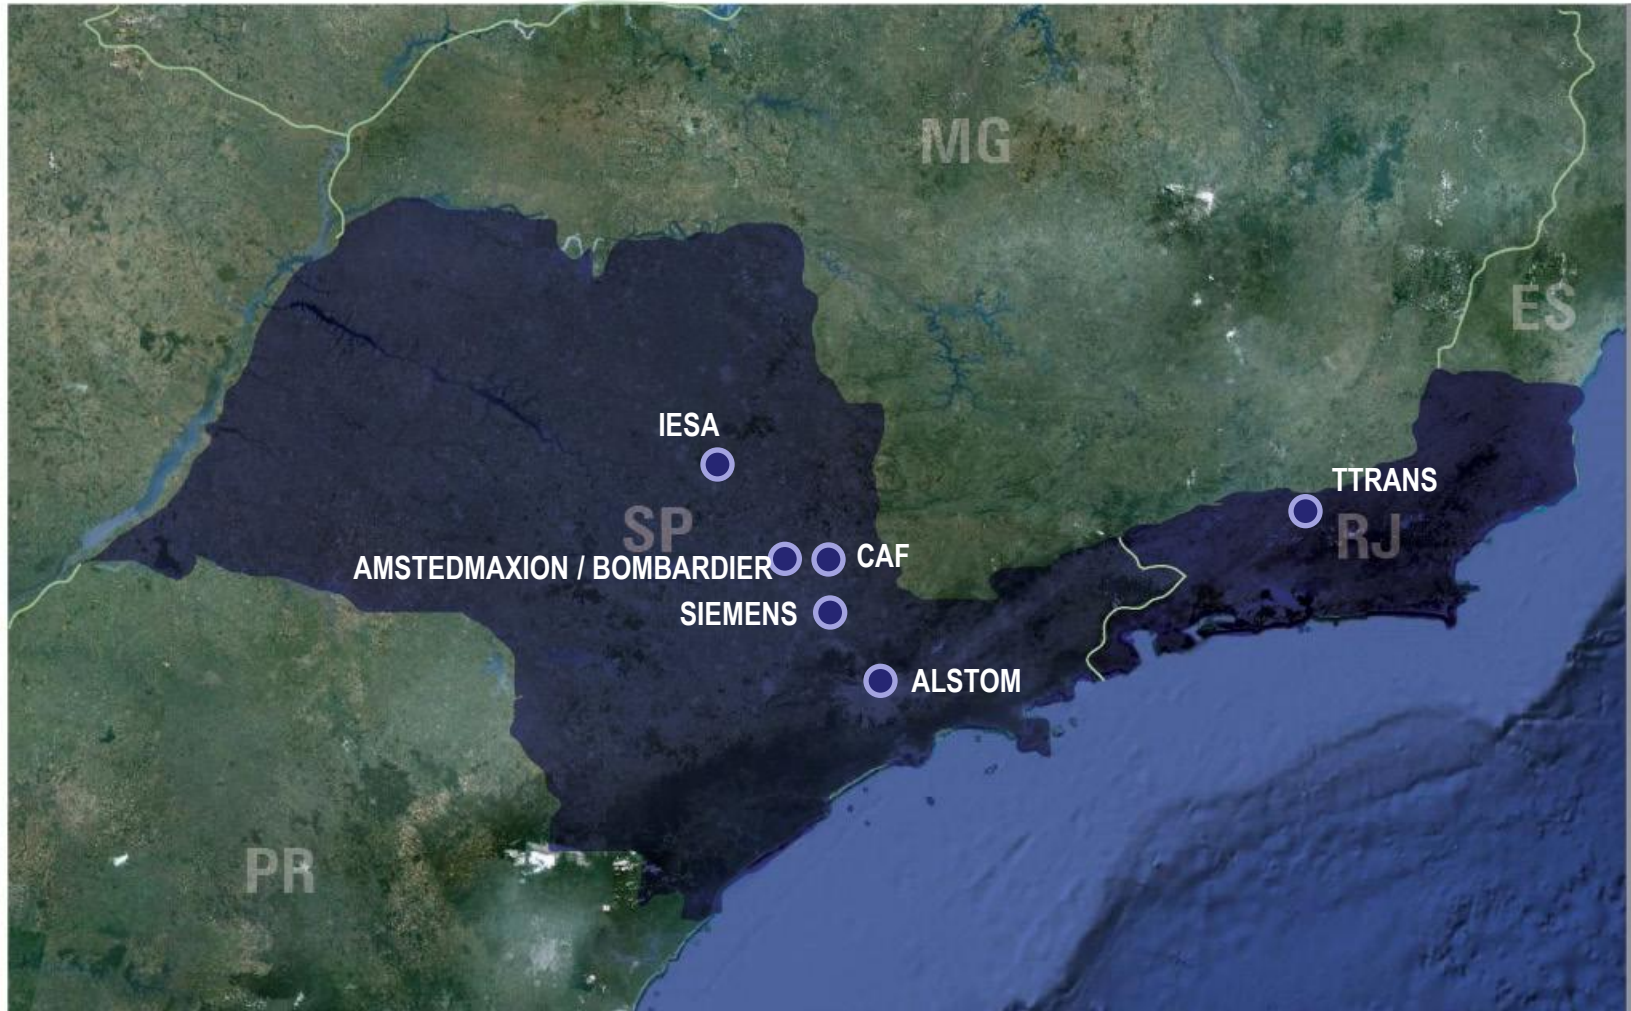 MG
ES
IESA
TTRANS
SP
RJ
AMSTEDMAXION / BOMBARDIER
CAF
SIEMENS
ALSTOM
PR